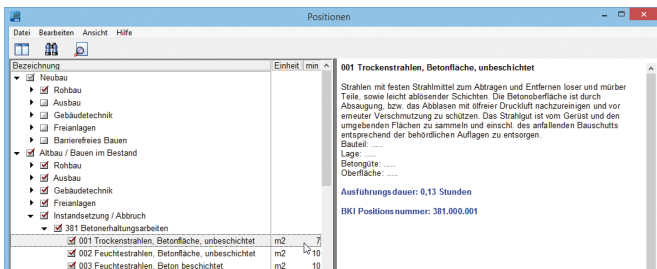 Positionen
Datei Bearbeiten Ansicht Hilfe
Bezeichnung Einheit min
Neubau
Rohbau
Ausbau
Gebäudetechnik
Freianlagen
Barrierefreies Bauen
Altbau / Bauen im Bestand
Rohbau
Ausbau
Gebäudetechnik
Freianlagen
Instandsetzung / Abbruch
381 Betonerhaltungsarbeiten
001 Trockenstrahlen, Betonfläche, unbeschichtet m2 7
002 Feuchtestrahlen, Betonfläche, unbeschichtet m2 10
003 Feuchtestrahlen, Beton beschichtet m2 10
001 Trockenstrahlen, Betonfläche, unbeschichtet
Strahlen mit festen Strahlmittel zum Abtragen und Entfernen loser und mürber
Teile, sowie leicht ablösender Schichten. Die Betonoberfläche ist durch
Absaugung, bzw. das Abblasen mit ölfreier Druckluft nachzureinigen und vor
erneuter Verschmutzung zu schützen. Das Strahlgut ist vom Gerüst und den
umgebenden Flächen zu sammeln und einschl. des anfallenden Bauschutts
entsprechend der behördlichen Auflagen zu entsorgen.
Bauteil: .....
Lage: .....
Betongüte: .....
Oberfläche: .....
Ausführungsdauer: 0,13 Stunden
BKI Positionsnummer: 381.000.001